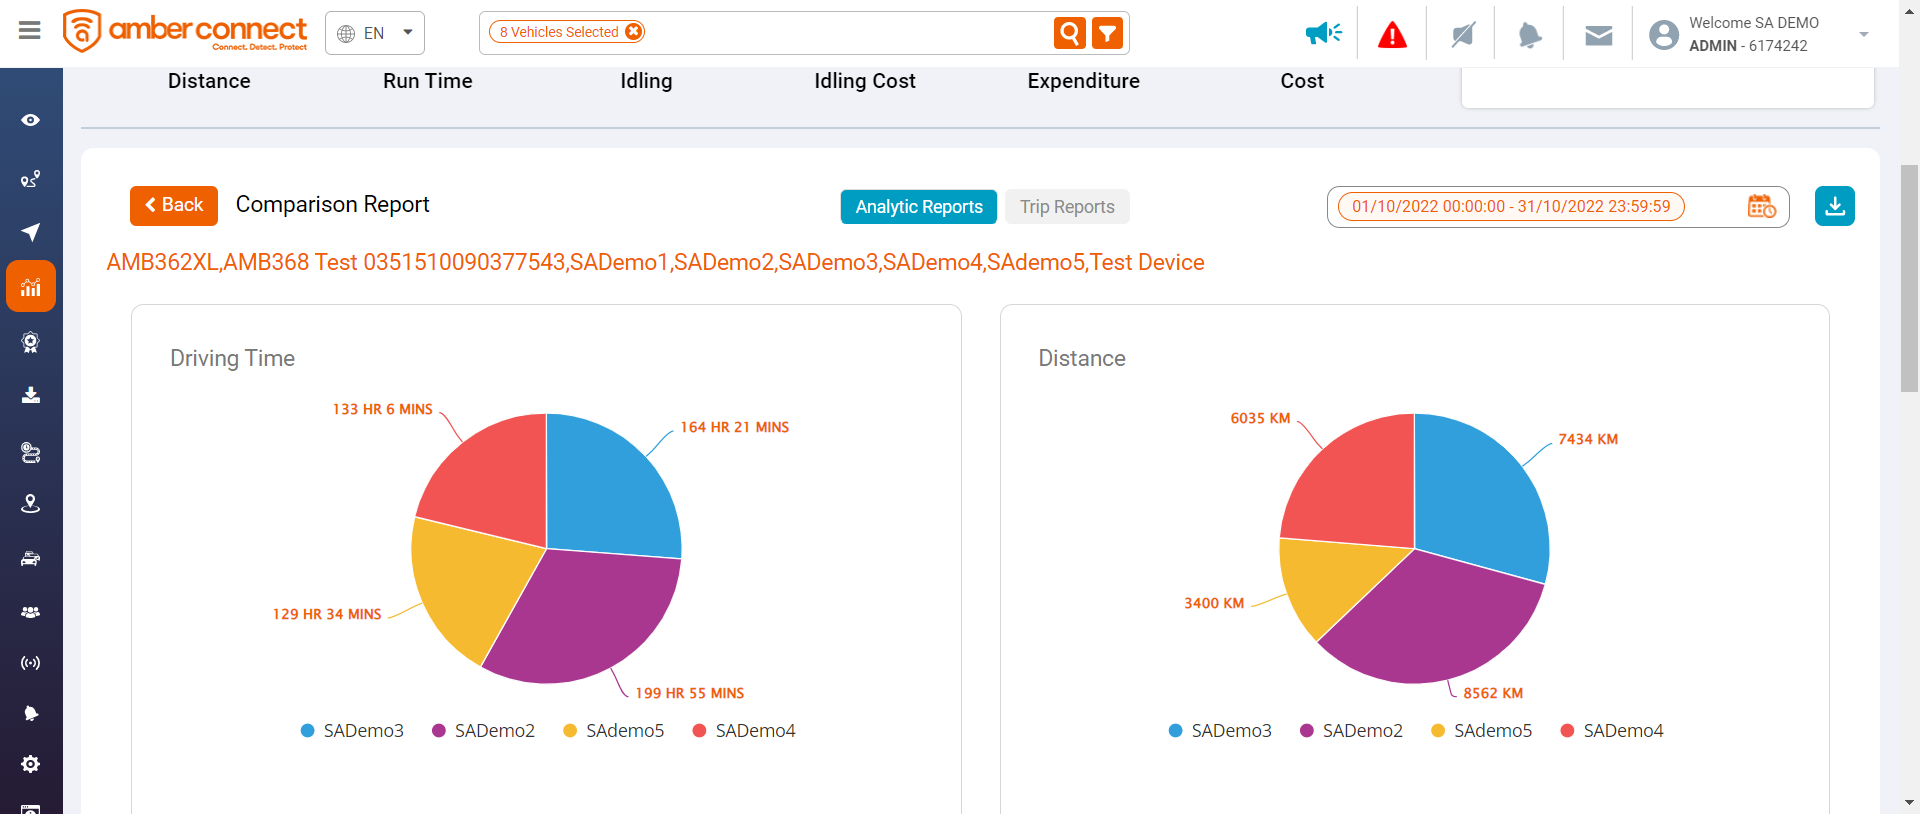 amber connect
Connect. Detect. Protect
EN
8 Vehicles Selected
Welcome SA DEMO
ADMIN - 6174242
Distance Run Time Idling Idling Cost Expenditure Cost
Back Comparison Report Analytic Reports Trip Reports 01/10/2022 00:00:00 - 31/10/2022 23:59:59
AMB362XL,AMB368 Test 0351510090377543,SADemo1,SADemo2,SADemo3,SADemo4,SAdemo5,Test Device
Driving Time
133 HR 6 MINS
164 HR 21 MINS
129 HR 34 MINS
199 HR 55 MINS
SADemo3 SADemo2 SAdemo5 SADemo4
Distance
6035 KM
7434 KM
3400 KM
8562 KM
SADemo3 SADemo2 SAdemo5 SADemo4